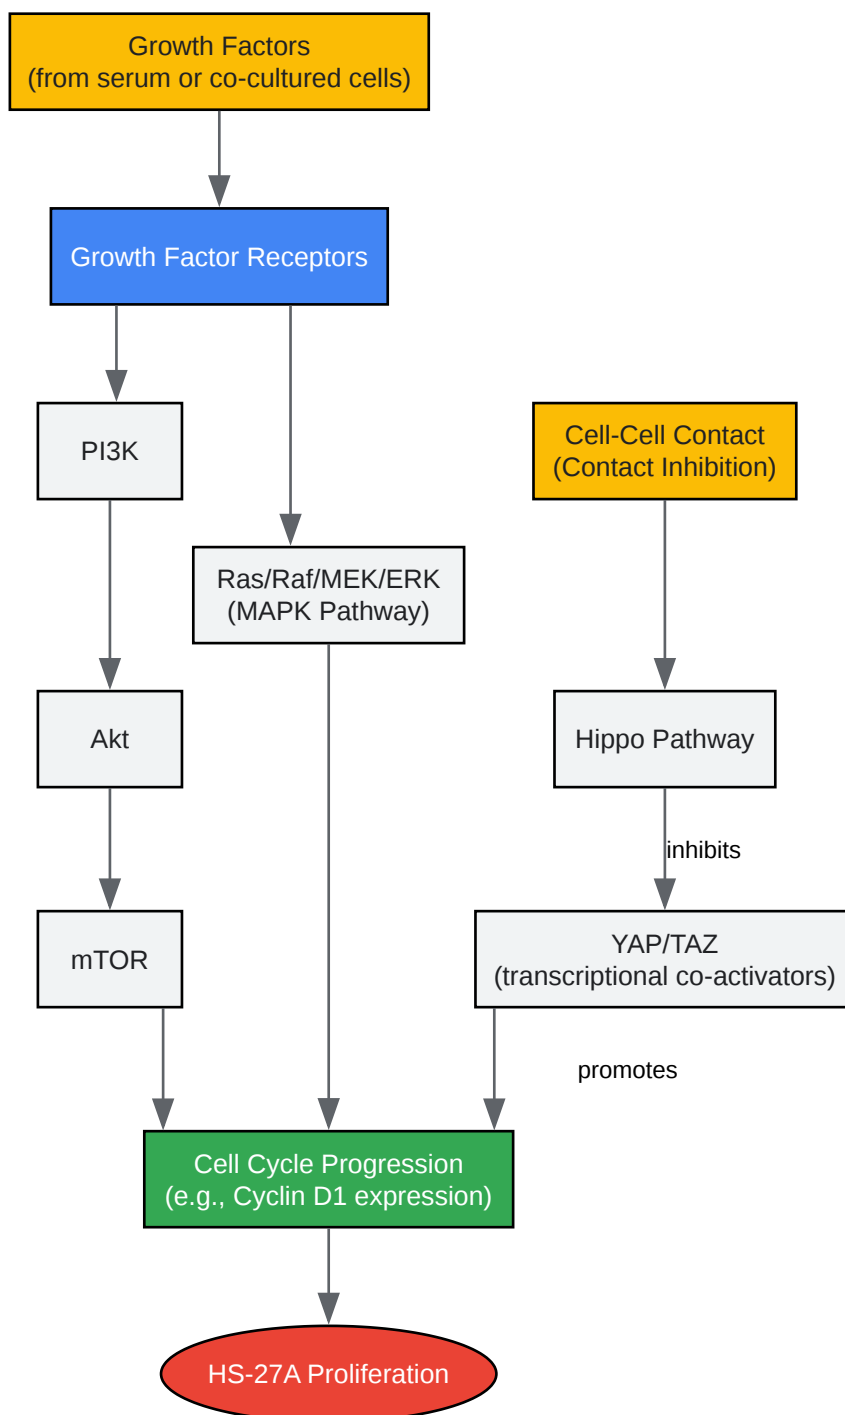 Growth Factors
(from serum or co-cultured cells)
Growth Factor Receptors
PI3K
Cell-Cell Contact
(Contact Inhibition)
Ras/Raf/MEK/ERK
(MAPK Pathway)
Akt
Hippo Pathway
inhibits
mTOR
YAP/TAZ
(transcriptional co-activators)
promotes
Cell Cycle Progression
(e.g., Cyclin D1 expression)
HS-27A Proliferation